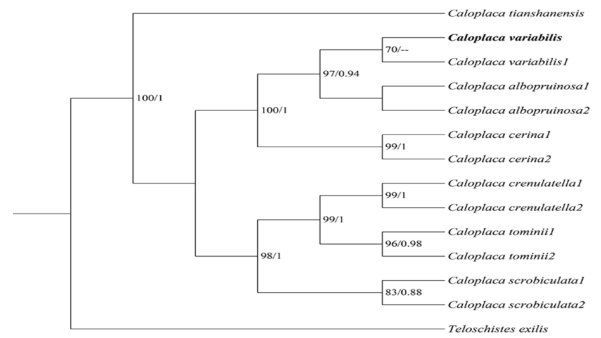 Caloplaca tianshanensis
Caloplaca variabilis
70/--
Caloplaca variabilis1
97/0.94
Caloplaca albopruinosa1
100/1
100/1
Caloplaca albopruinosa2
Caloplaca cerina1
99/1
Caloplaca cerina2
Caloplaca crenulatella1
99/1
Caloplaca crenulatella2
99/1
Caloplaca tominii1
96/0.98
Caloplaca tominii2
98/1
Caloplaca scrobiculata1
83/0.88
Caloplaca scrobiculata2
Teloschistes exilis